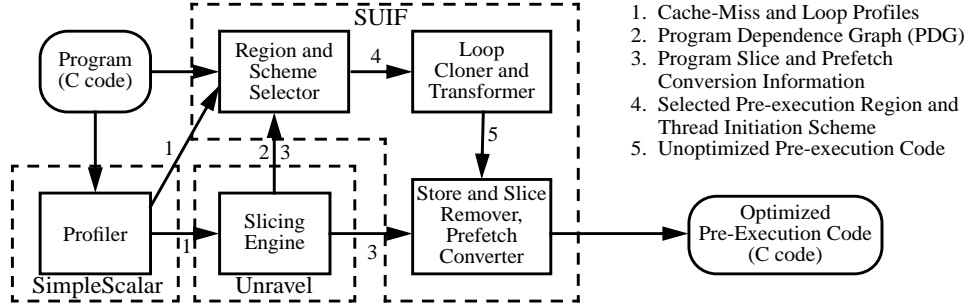 SUIF
Program
(C code)
Region and
Scheme
Selector
4
Loop
Cloner and
Transformer
1. Cache-Miss and Loop Profiles
2. Program Dependence Graph (PDG)
3. Program Slice and Prefetch
Conversion Information
4. Selected Pre-execution Region and
Thread Initiation Scheme
5. Unoptimized Pre-execution Code
1
2
3
5
Profiler
1
Slicing
Engine
3
Store and Slice
Remover,
Prefetch
Converter
Optimized
Pre-Execution Code
(C code)
SimpleScalar
Unravel